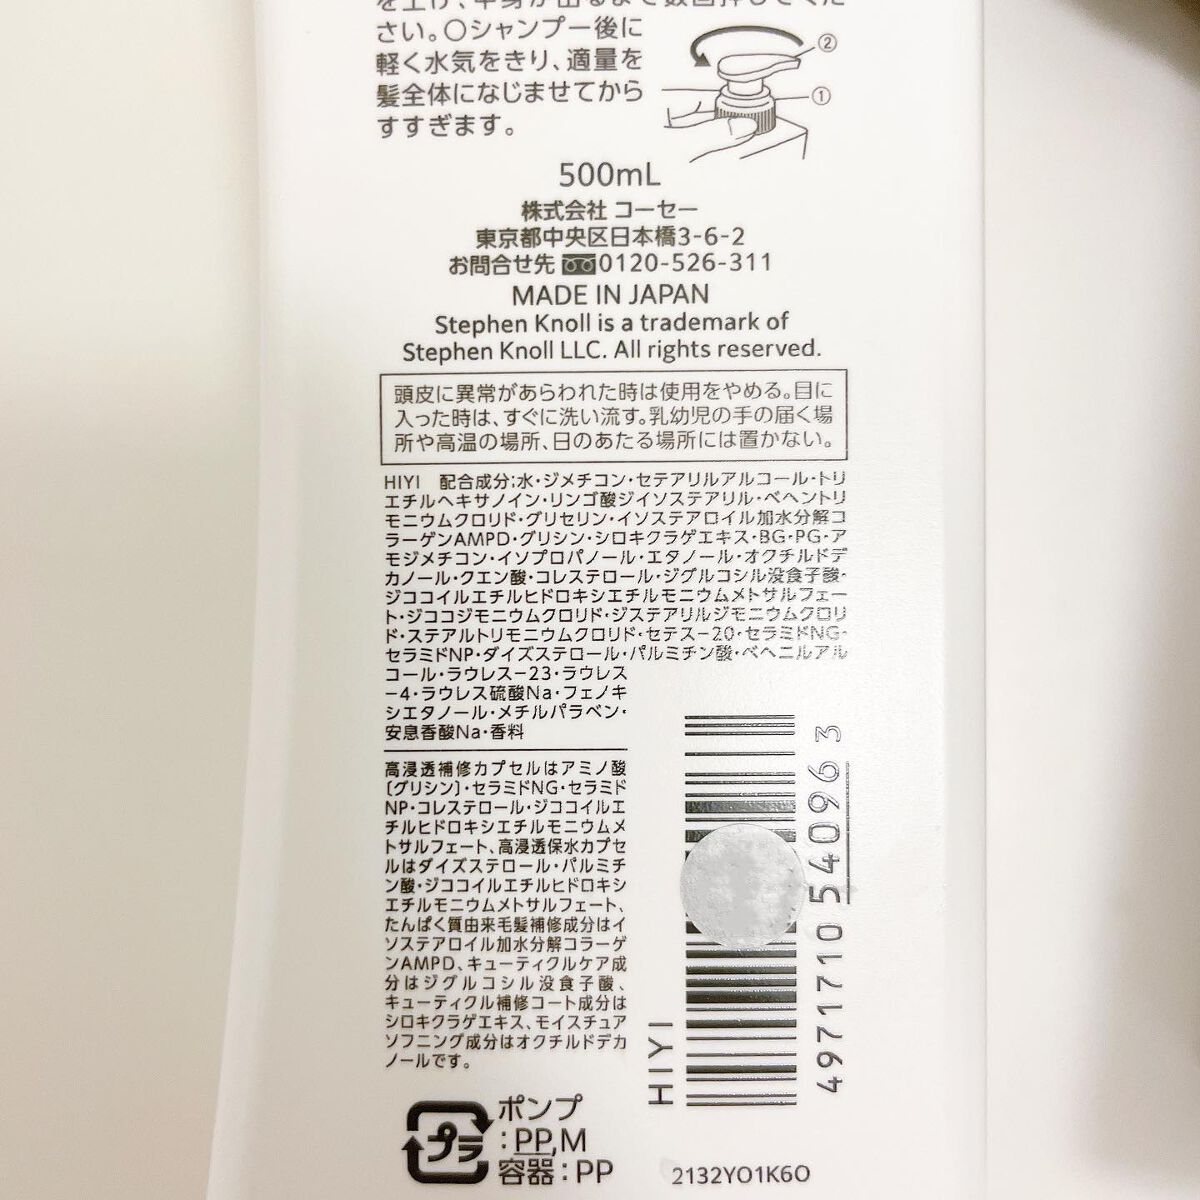 を上げ、中身が出るまで数回押してくだ
さい。〇シャンプー後に
軽く水気をきり、適量を
髪全体になじませてから
すすぎます。
②
①
500mL
株式会社 コーセー
東京都中央区日本橋3-6-2
お問合せ先 0120-526-311
MADE IN JAPAN
Stephen Knoll is a trademark of
Stephen Knoll LLC. All rights reserved.
頭皮に異常があらわれた時は使用をやめる。目に
入った時は、すぐに洗い流す。乳幼児の手の届く場
所や高温の場所、日のあたる場所には置かない。
HIYI 配合成分:水・ジメチコン・セテアリルアルコール・トリ
エチルヘキサノイン・リンゴ酸ジイソステアリル・ベヘントリ
モニウムクロリド・グリセリン・イソステアロイル加水分解コ
ラーゲンAMPD・グリシン・シロキクラゲエキス・BG・PG・ア
モジメチコン・イソプロパノール・エタノール・オクチルドデ
カノール・クエン酸・コレステロール・ジグルコシル没食子酸・
ジココイルエチルヒドロキシエチルモニウムメトサルフェー
ト・ジココジモニウムクロリド・ジステアリルジモニウムクロリ
ド・ステアルトリモニウムクロリド・セテス-20・セラミドNG・
セラミドNP・ダイズステロール・パルミチン酸・ベヘニルアル
コール・ラウレス-23・ラウレス
-4・ラウレス硫酸Na・フェノキ
シエタノール・メチルパラベン・
安息香酸Na・香料
高浸透補修カプセルはアミノ酸
〔グリシン〕・セラミドNG・セラミド
NP・コレステロール・ジココイルエ
チルヒドロキシエチルモニウムメ
トサルフェート、高浸透保水カプセ
ルはダイズステロール・パルミチ
ン酸・ジココイルエチルヒドロキシ
エチルモニウムメトサルフェート、
たんぱく質由来毛髪補修成分はイ
ソステアロイル加水分解コラーゲ
ンAMPD、キューティクルケア成
分はジグルコシル没食子酸、
キューティクル補修コート成分は
シロキクラゲエキス、モイスチュア
ソフニング成分はオクチルドデカ
ノールです。
HIYI
4971710540963
プラ
ポンプ
:PP,M
容器:PP
2132YO1K6O